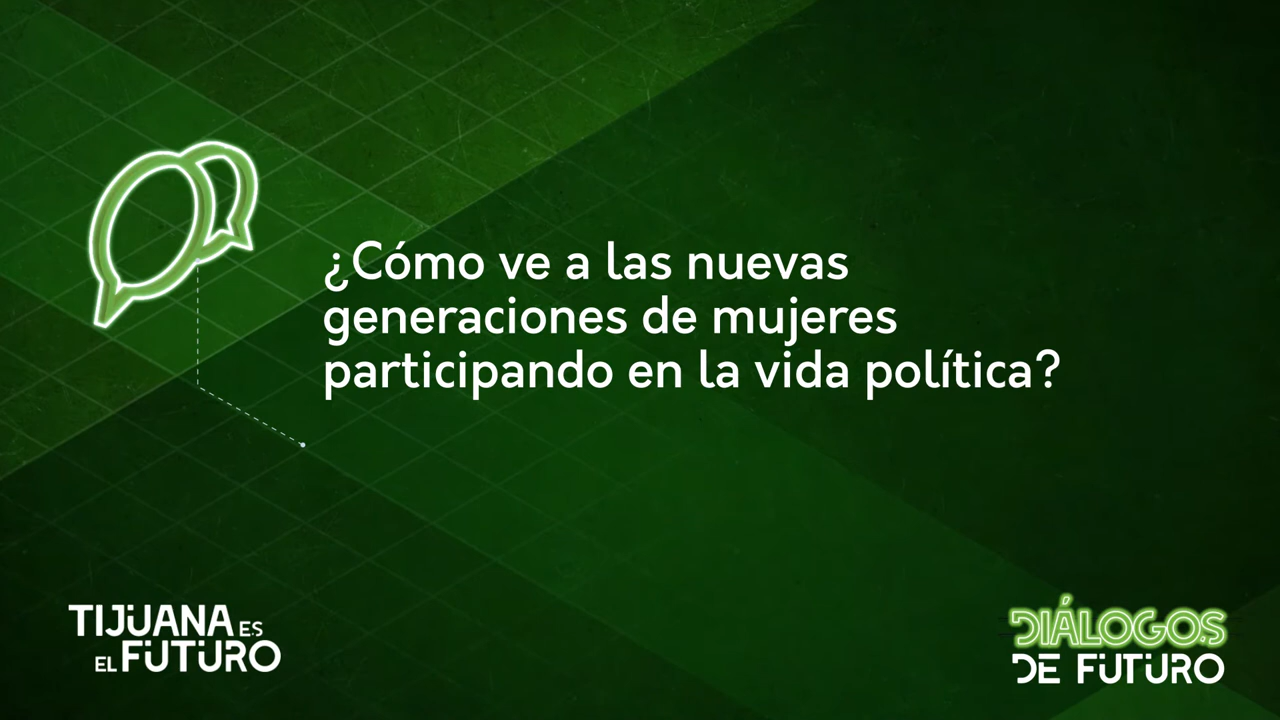 ¿Cómo ve a las nuevas
generaciones de mujeres
participando en la vida política?
TIJUANA ES
EL FUTURO
DIÁLOGOS
DE FUTURO